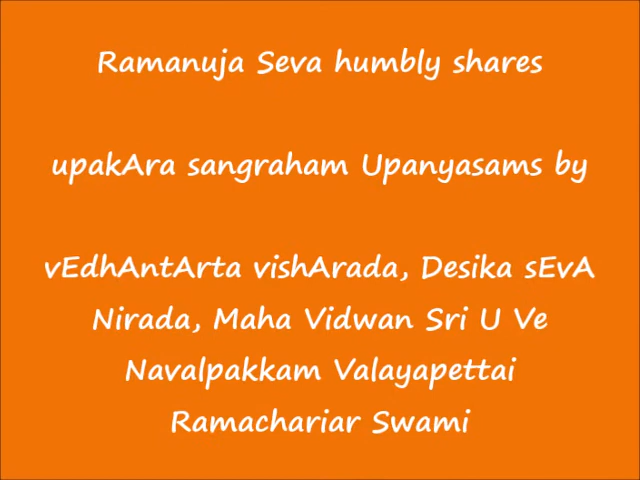 Ramanuja Seva humbly shares
upakAra sangraham Upanyasams by
vEdhAntArta vishArada, Desika sEvA
Nirada, Maha Vidwan Sri U Ve
Navalpakkam Valayapettai
Ramachariar Swami